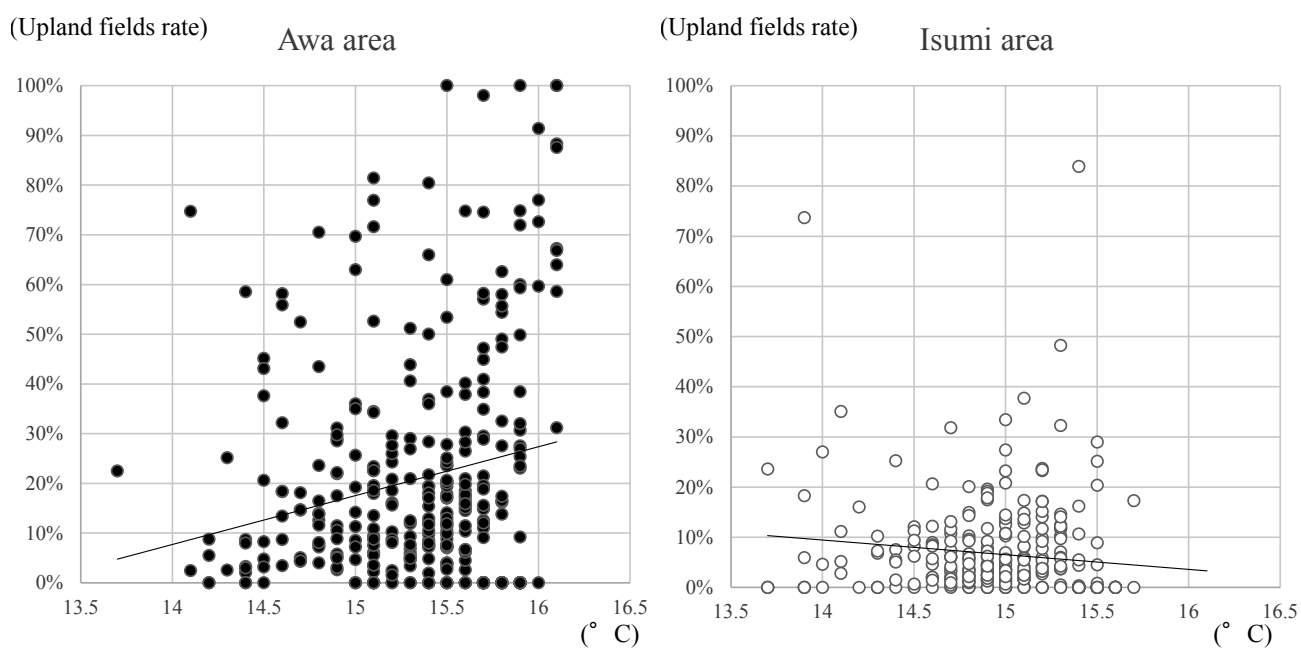 (Upland fields rate)
Awa area
100%
90%
80%
70%
60%
50%
40%
30%
20%
10%
0%
13.5 14 14.5 15 15.5 16 16.5
(° C)
(Upland fields rate)
Isumi area
100%
90%
80%
70%
60%
50%
40%
30%
20%
10%
0%
13.5 14 14.5 15 15.5 16 16.5
(° C)